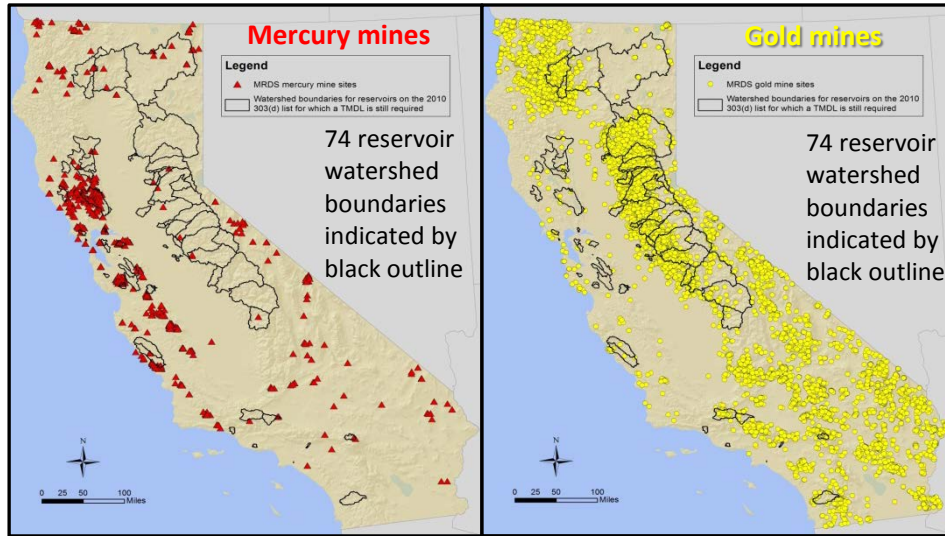 Mercury mines
Legend
MRDS mercury mine sites
Watershed boundaries for reservoirs on the 2010
303(d) list for which a TMDL is still required
74 reservoir
watershed
boundaries
indicated by
black outline
N
0 25 50 100
Miles
Gold mines
Legend
MRDS gold mine sites
Watershed boundaries for reservoirs on the 2010
303(d) list for which a TMDL is still required
74 reservoir
watershed
boundaries
indicated by
black outline
N
0 25 50 100
Miles